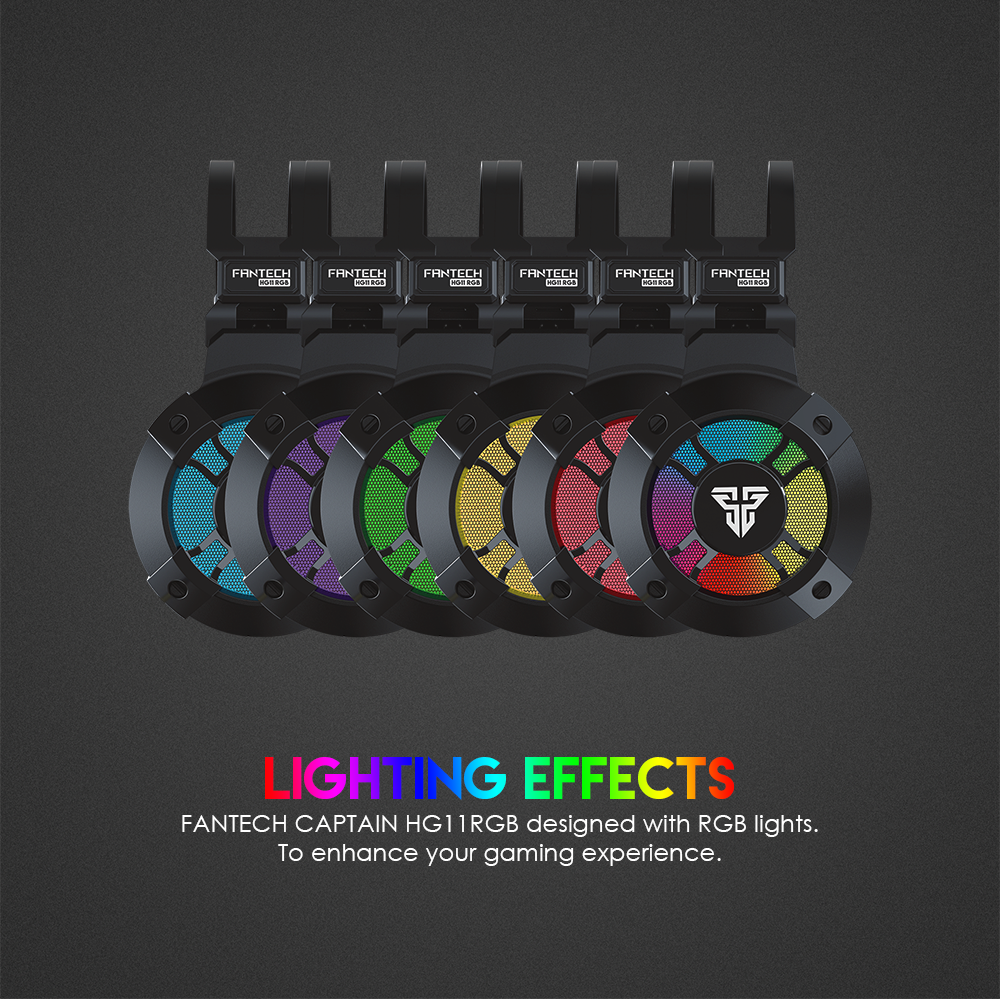 FANTECH FANTECH FANTECH FANTECH FANTECH FANTECH
HG11 RGB HG11 RGB HG11 RGB HG11 RGB HG11 RGB HG11 RGB
LIGHTING EFFECTS
FANTECH CAPTAIN HG11RGB designed with RGB lights.
To enhance your gaming experience.